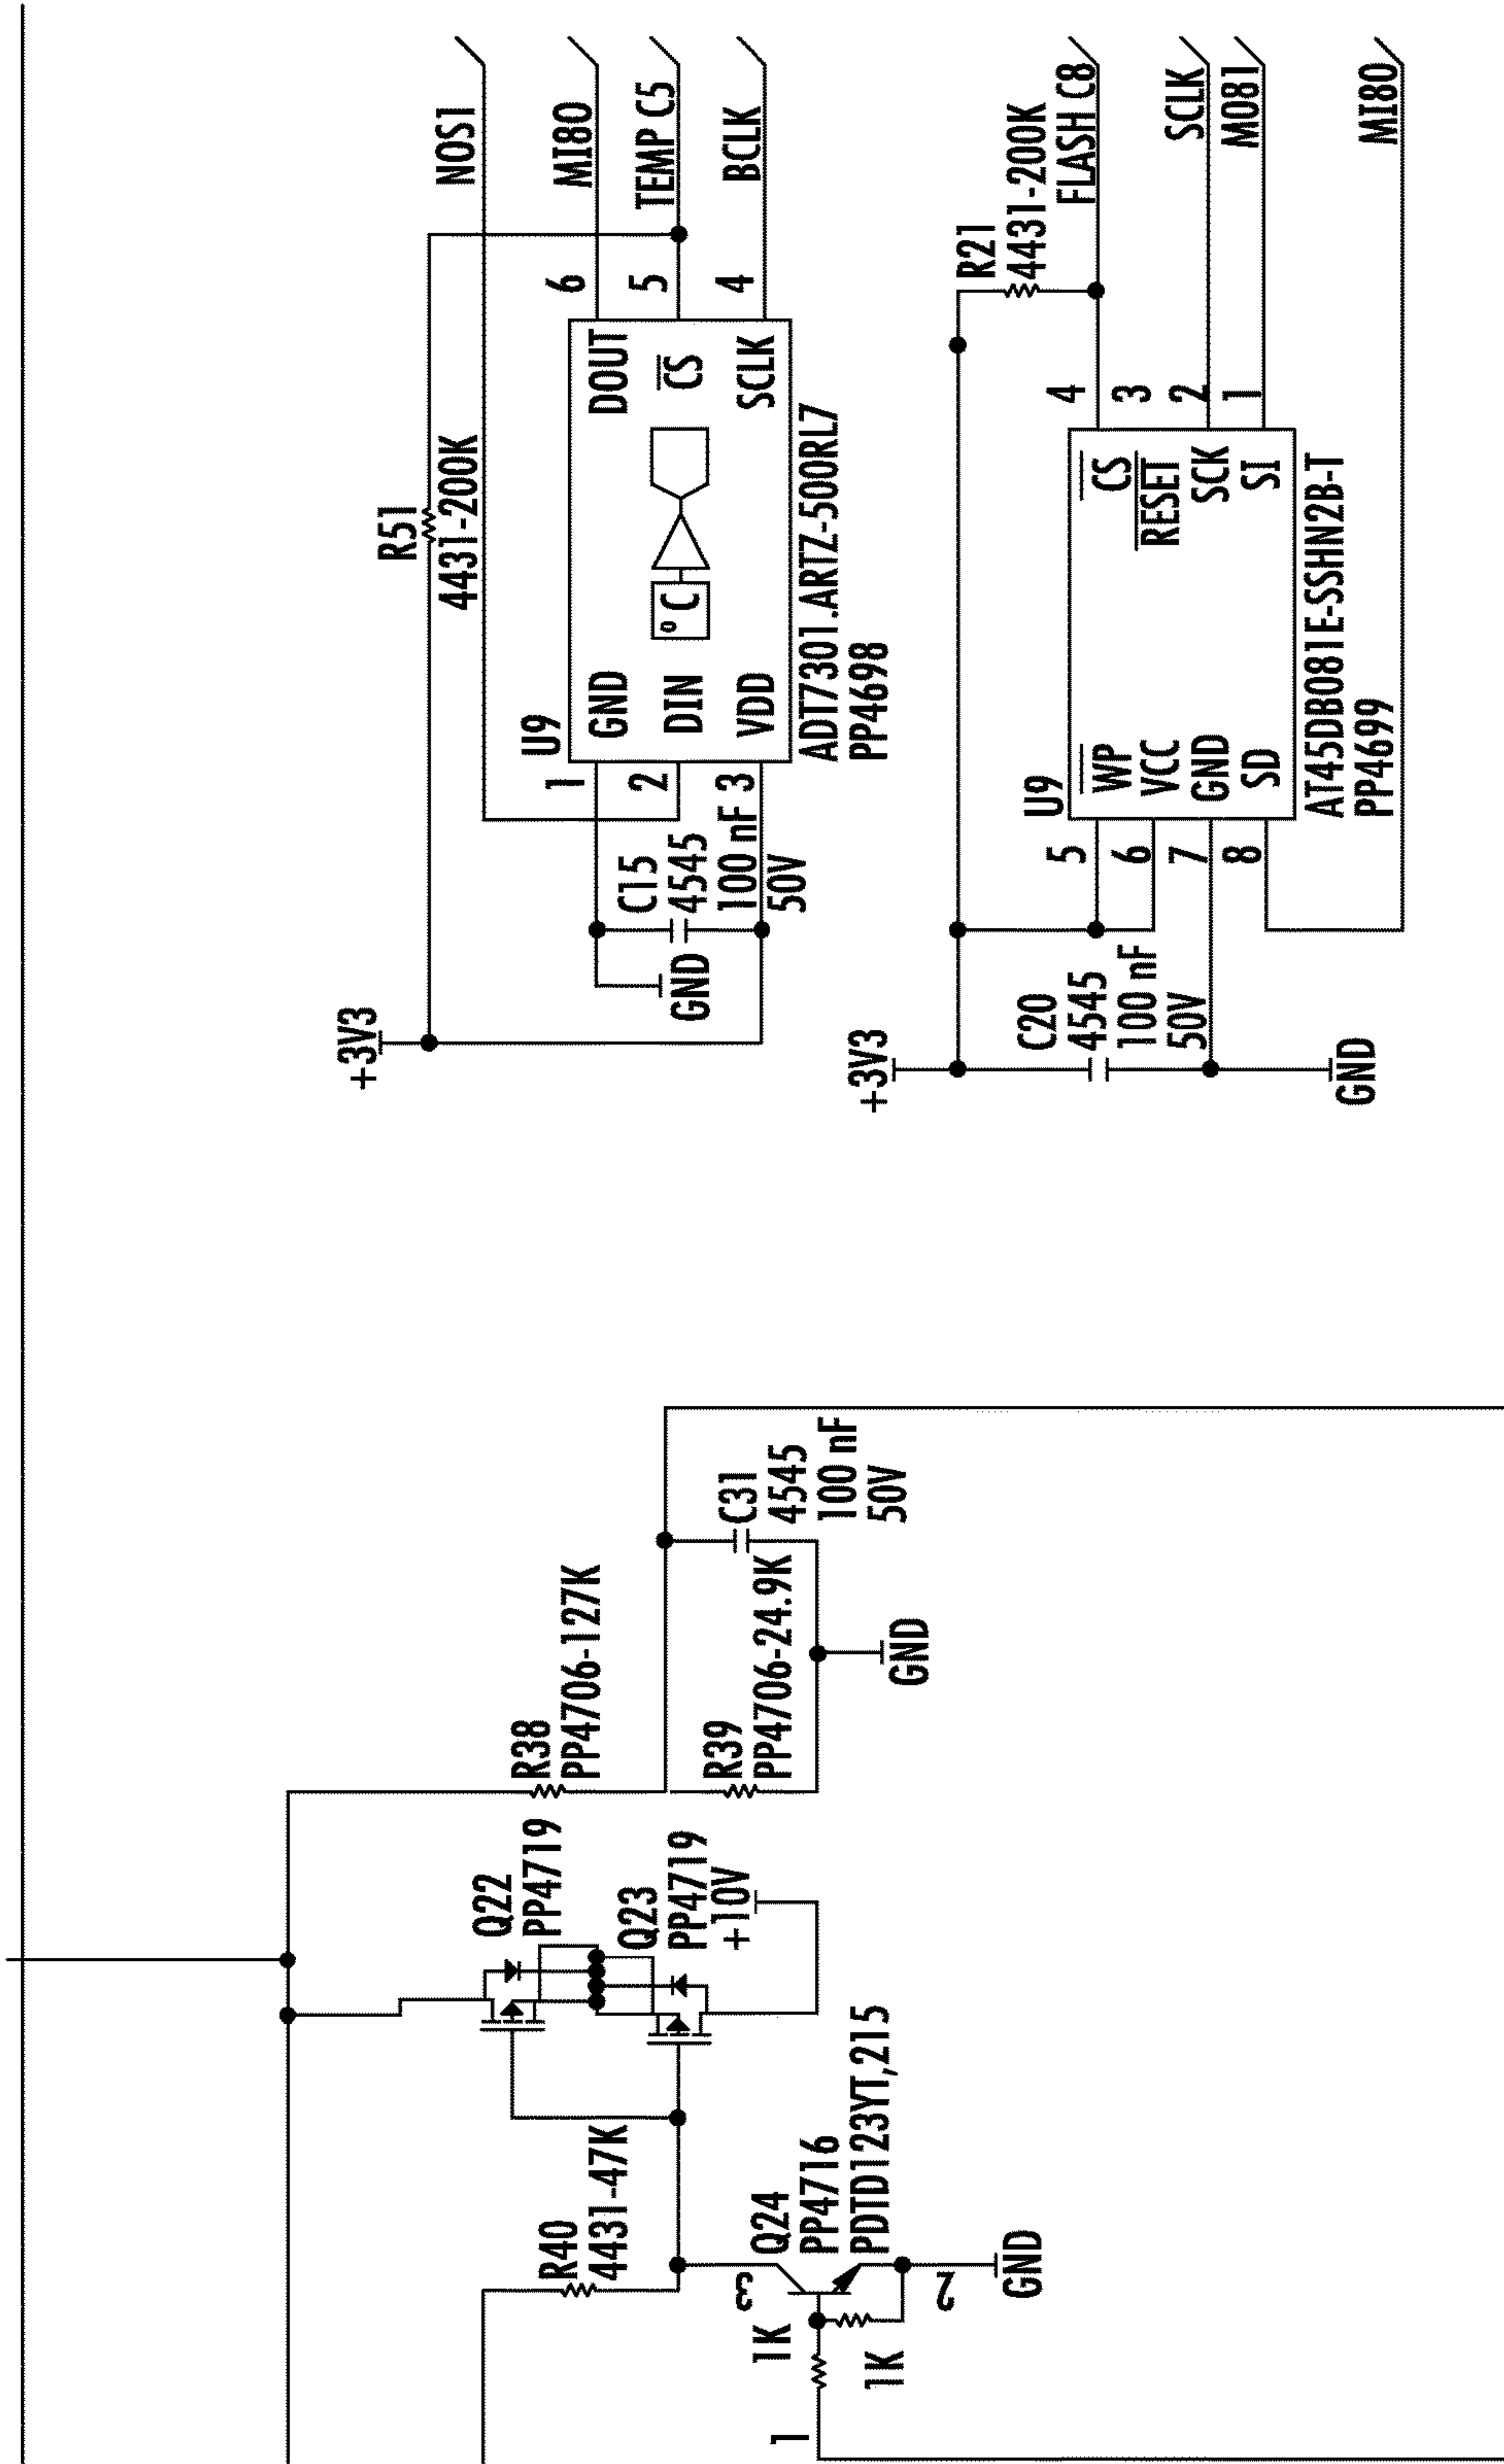 +3V3
R51
4431-200K
NOS1
MI80
TEMP C5
BCLK
U9
1
2
3
GND
DIN
VDD
°C
DOUT
CS
SCLK
6
5
4
ADT7301.ARTZ-500RL7
PP4698
C15
4545
100 nF
50V
GND
+3V3
R21
4431-200K
FLASH C8
SCLK
M081
MI80
U9
5
6
7
8
WP
VCC
GND
SD
CS
RESET
SCK
SI
4
3
2
1
AT45DB081E-SSHN2B-T
PP4699
C20
4545
100 nF
50V
GND
R40
4431-47K
Q22
PP4719
Q23
PP4719
+10V
R38
PP4706-127K
R39
PP4706-24.9K
C31
4545
100 nF
50V
GND
Q24
PP4716
PDTD123YT,215
3
1K
1K
1
2
GND